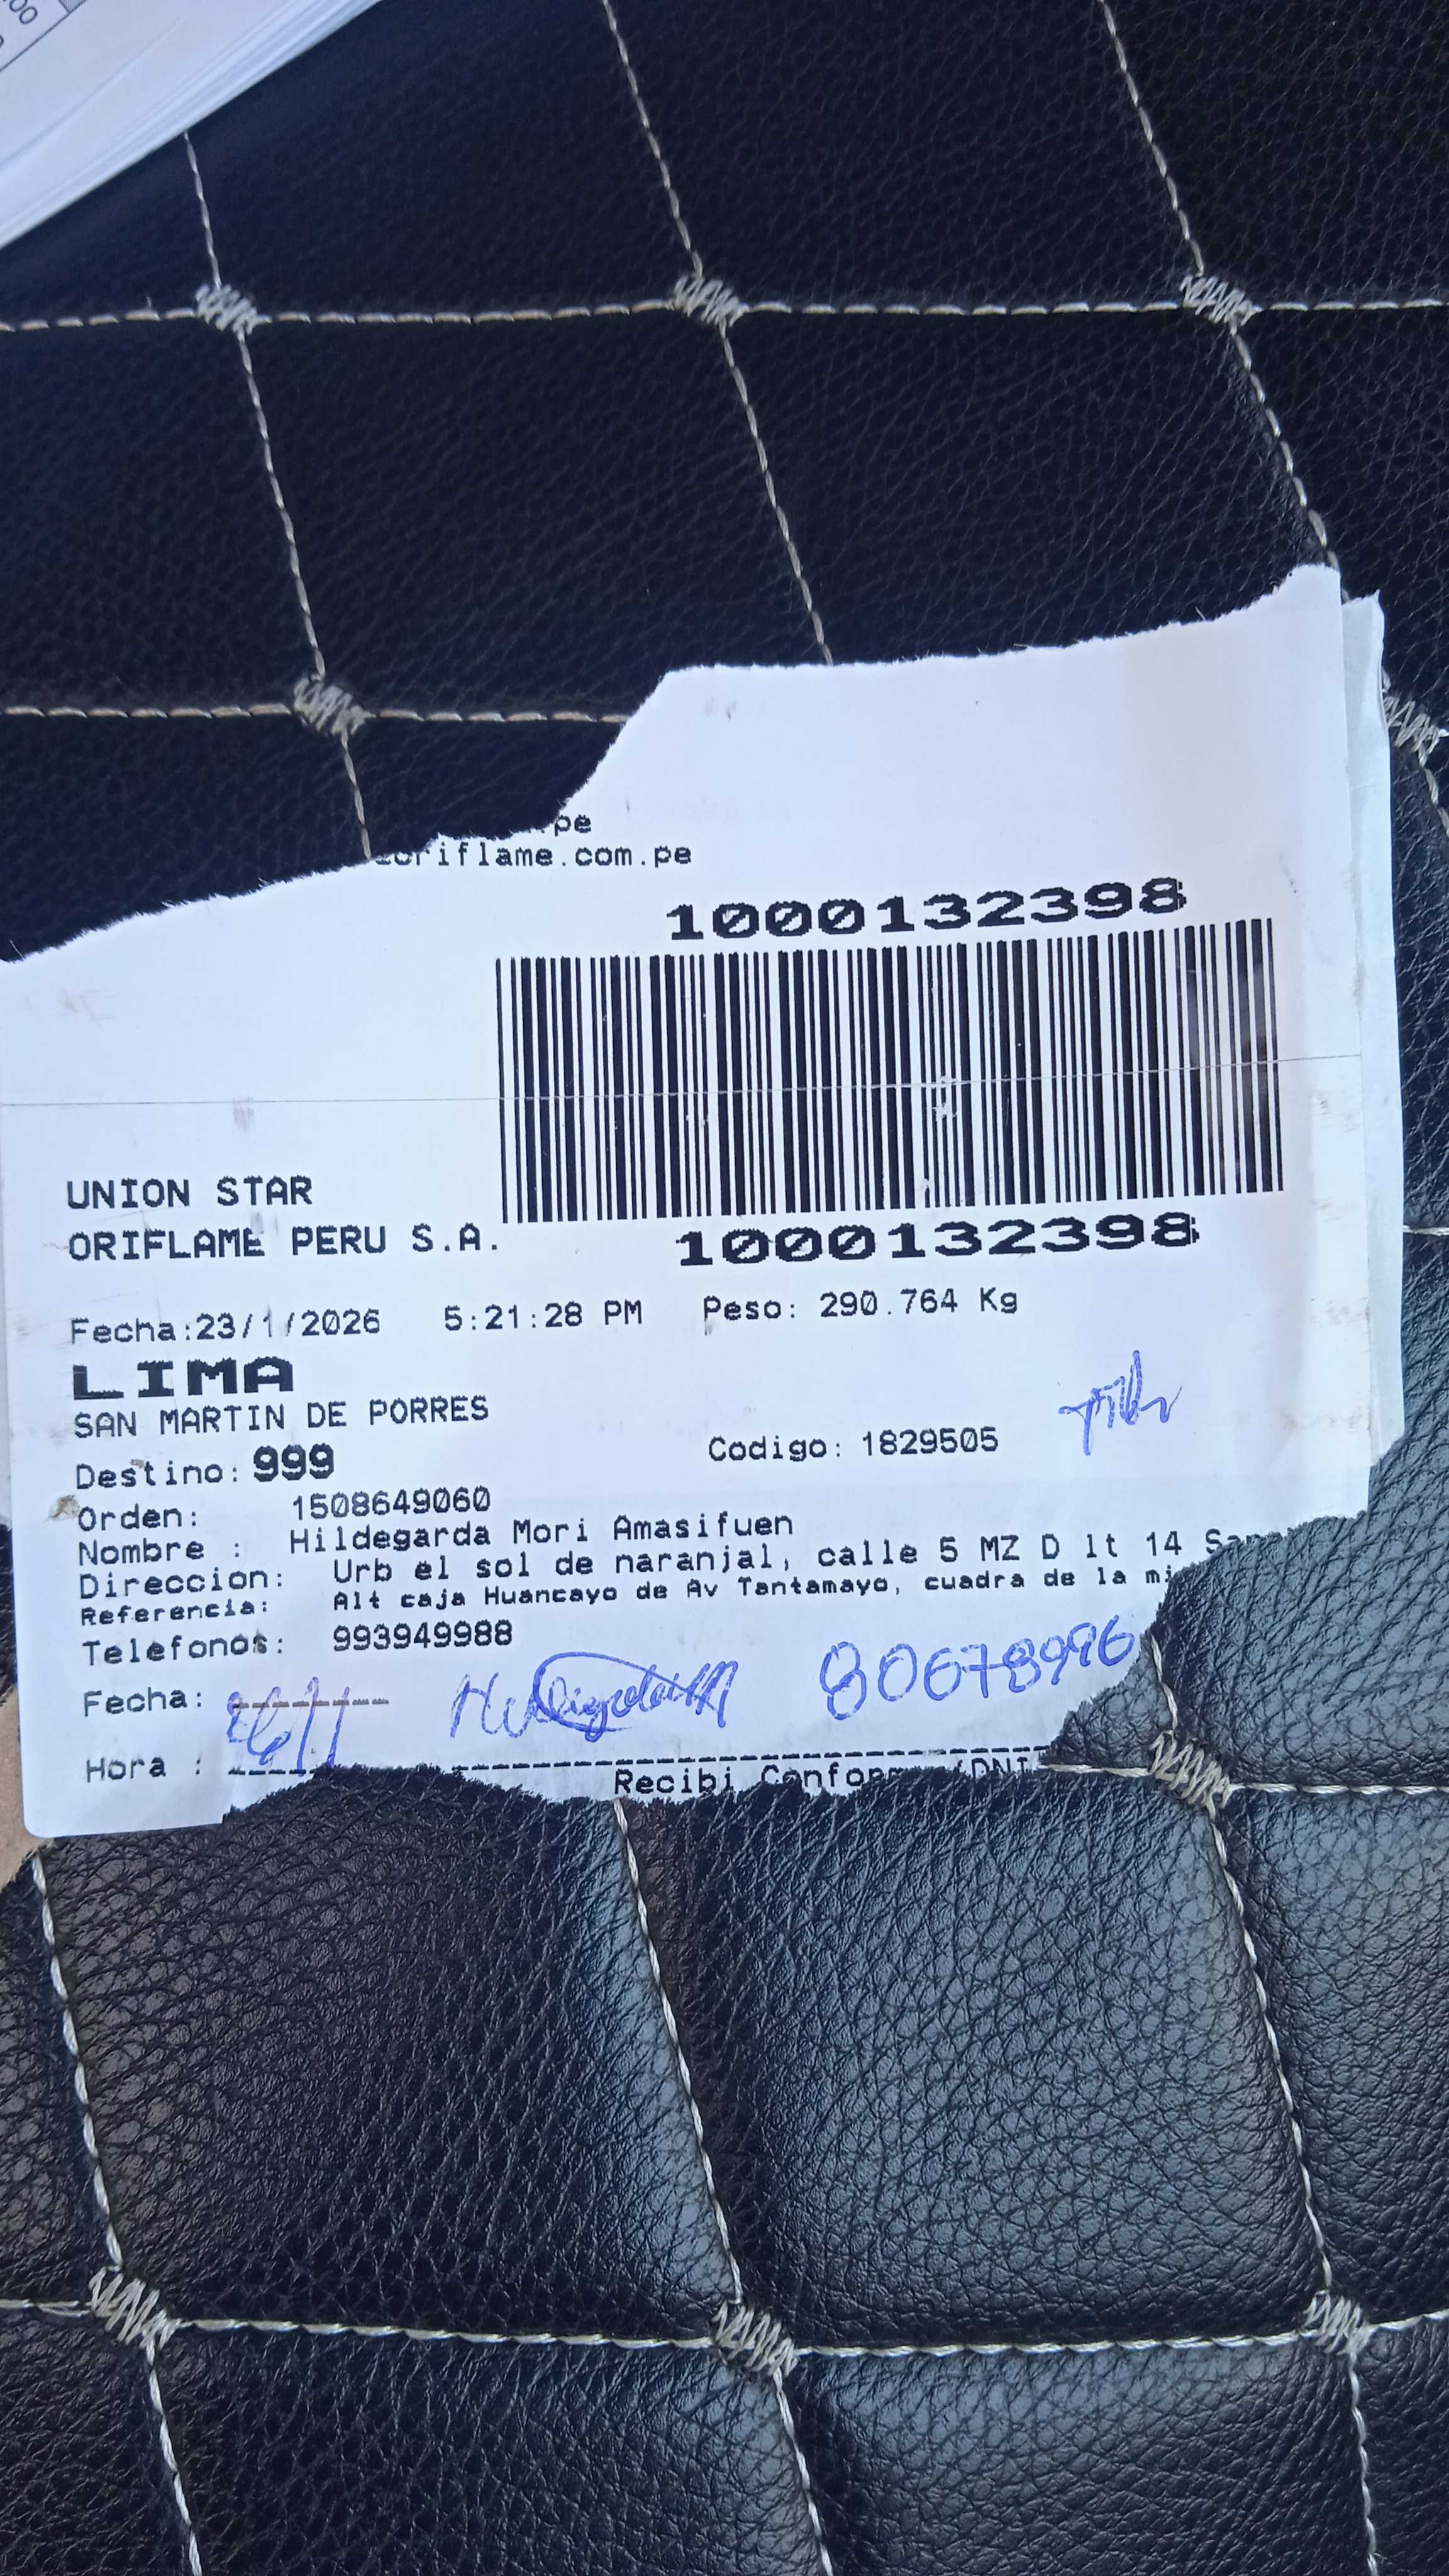 pe
oriflame.com.pe
1000132398
UNION STAR
ORIFLAME PERU S.A.
1000132398
Fecha:23/1/2026 5:21:28 PM Peso: 290.764 Kg
LIMA
SAN MARTIN DE PORRES
Destino: 999 Codigo: 1829505
Orden: 1508649060
Nombre : Hildegarda Mori Amasifuen
Direccion: Urb el sol de naranjal, calle 5 MZ D lt 14
Referencia: Alt caja Huancayo de Av Tantamayo, cuadra de la
Telefonos: 993949988
Fecha:
Hora :
Recibi